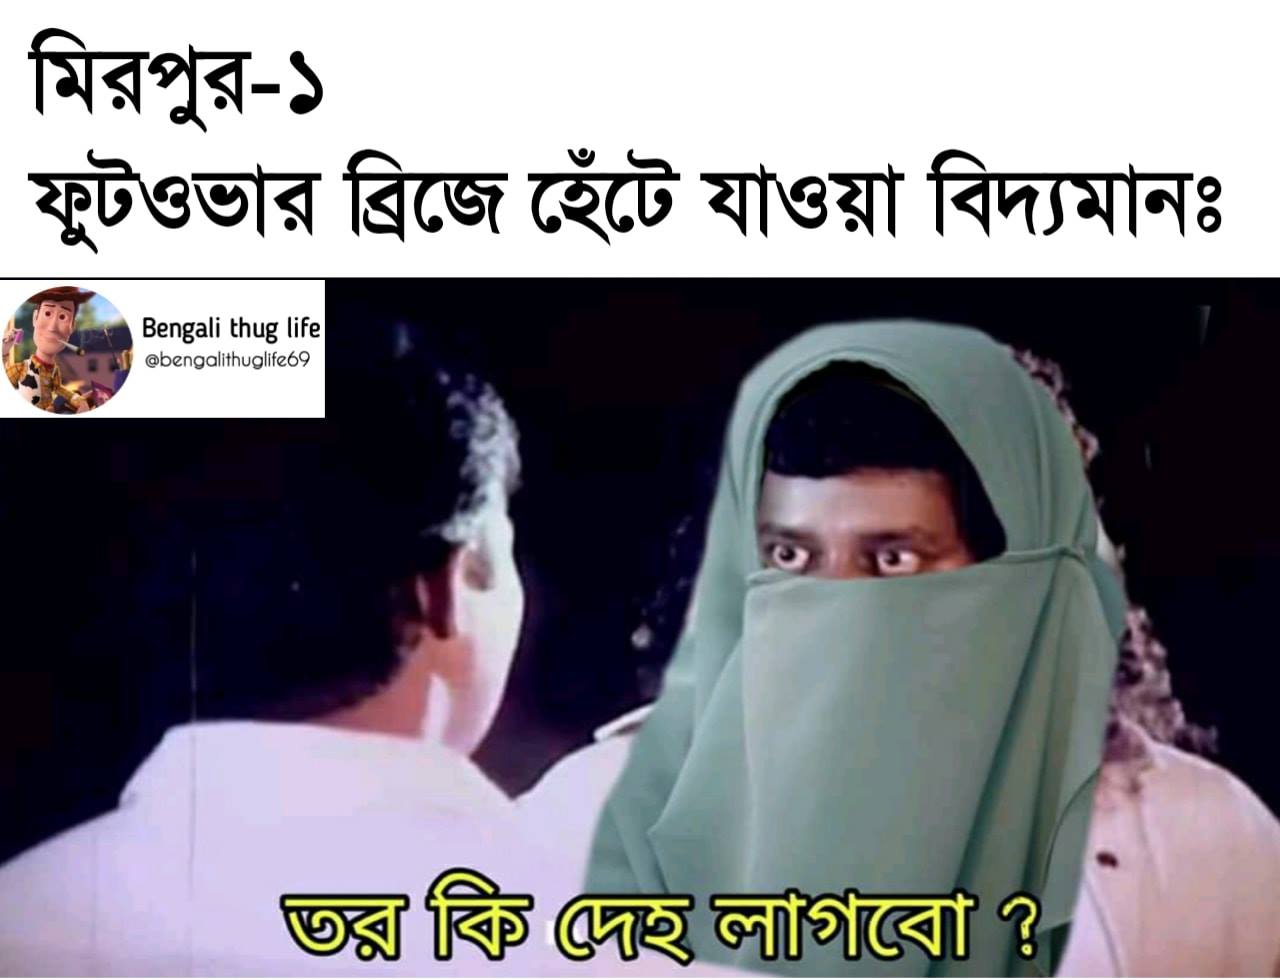 মিরপুর-১
ফুটওভার ব্রিজে হেঁটে যাওয়া বিদ্যমানঃ
Bengali thug life
@bengalithuglife69
তর কি দেহ লাগবো ?